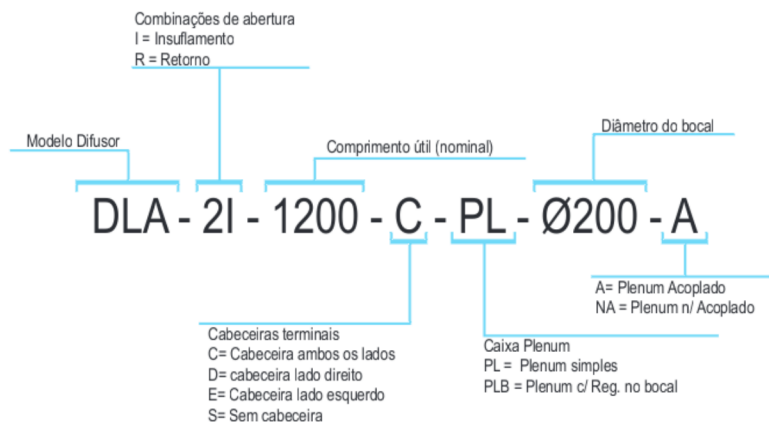 Combinações de abertura
I = Insuflamento
R = Retorno
Modelo Difusor
Comprimento útil (nominal)
Diâmetro do bocal
DLA - 2I - 1200 - C - PL - Ø200 - A
A= Plenum Acoplado
NA = Plenum n/ Acoplado
Cabeceiras terminais
C= Cabeceira ambos os lados
D= cabeceira lado direito
E= Cabeceira lado esquerdo
S= Sem cabeceira
Caixa Plenum
PL = Plenum simples
PLB = Plenum c/ Reg. no bocal